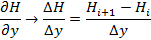 ∂H/∂y → ΔH/Δy = (H_{i+1} − H_i)/Δy